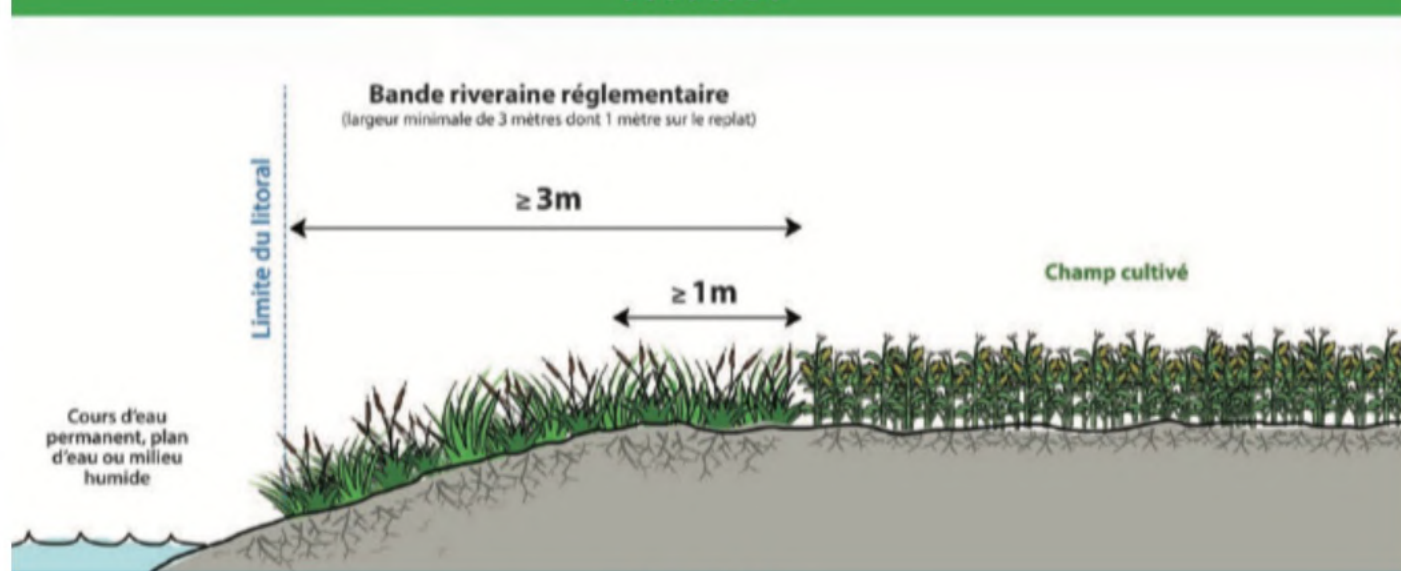 Bande riveraine réglementaire
(largeur minimale de 3 mètres dont 1 mètre sur le replat)
Limite du littoral
≥ 3m
≥ 1m
Champ cultivé
Cours d'eau
permanent, plan
d'eau ou milieu
humide